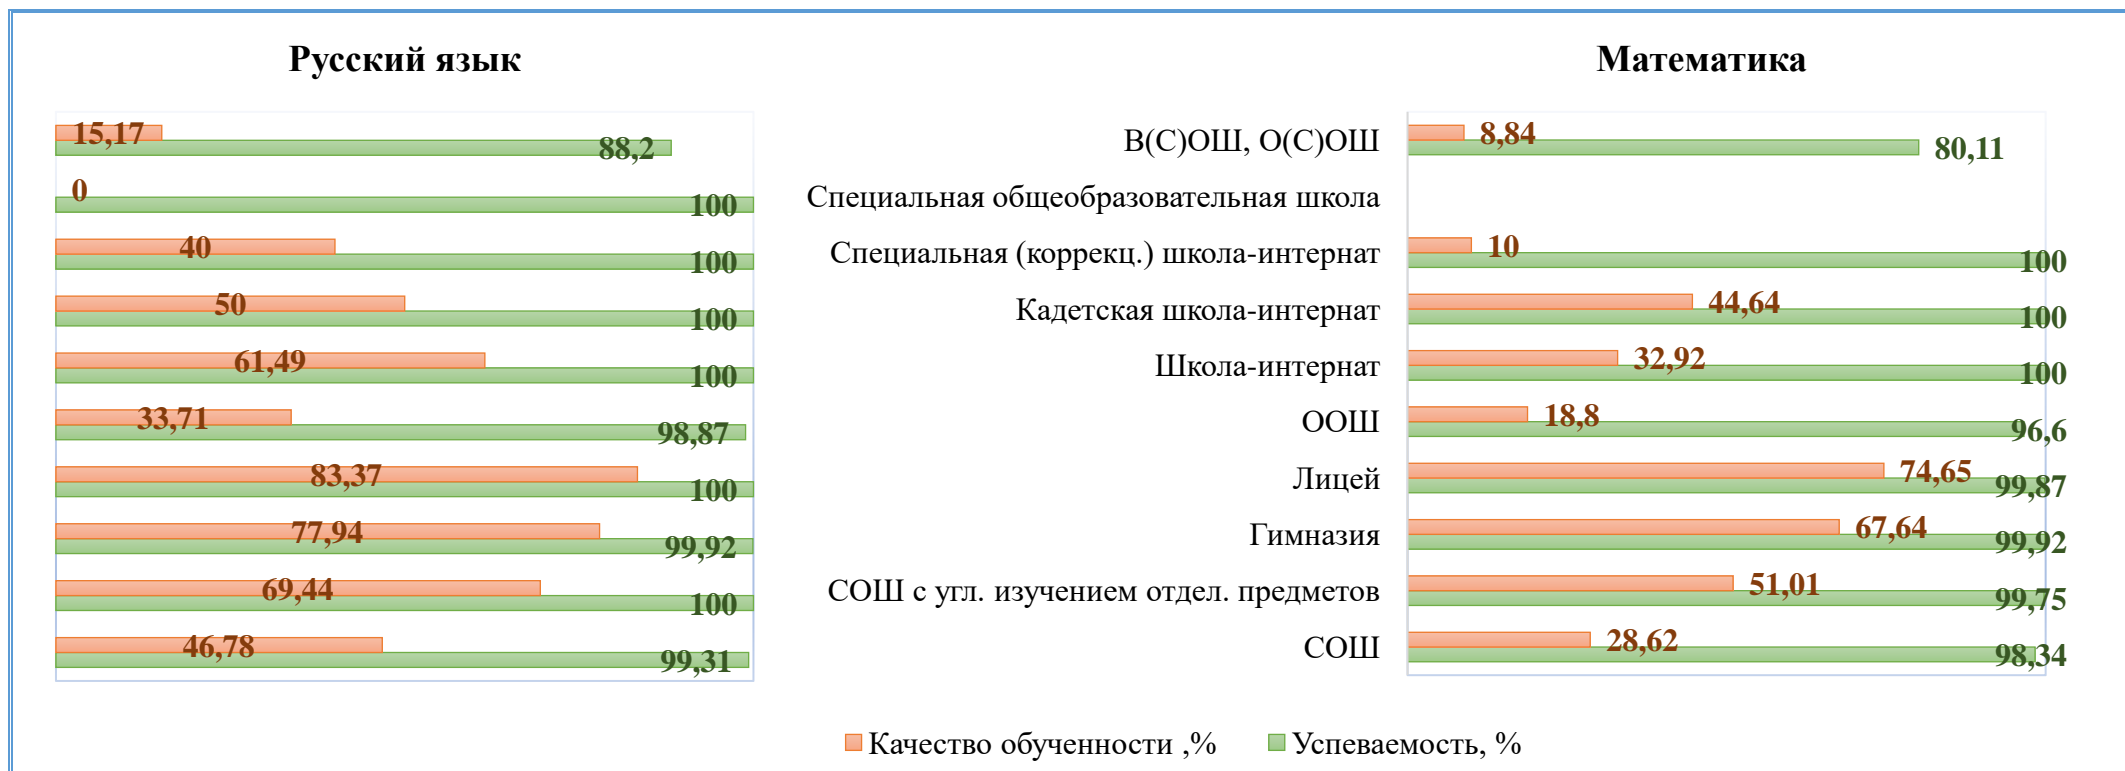 Русский язык
Математика
15,17
88,2
В(С)ОШ, О(С)ОШ
8,84
80,11
0
100
Специальная общеобразовательная школа
40
100
Специальная (коррекц.) школа-интернат
10
100
50
100
Кадетская школа-интернат
44,64
100
61,49
100
Школа-интернат
32,92
100
33,71
98,87
ООШ
18,8
96,6
83,37
100
Лицей
74,65
99,87
77,94
99,92
Гимназия
67,64
99,92
69,44
100
СОШ с угл. изучением отдел. предметов
51,01
99,75
46,78
99,31
СОШ
28,62
98,34
Качество обученности ,%
Успеваемость, %